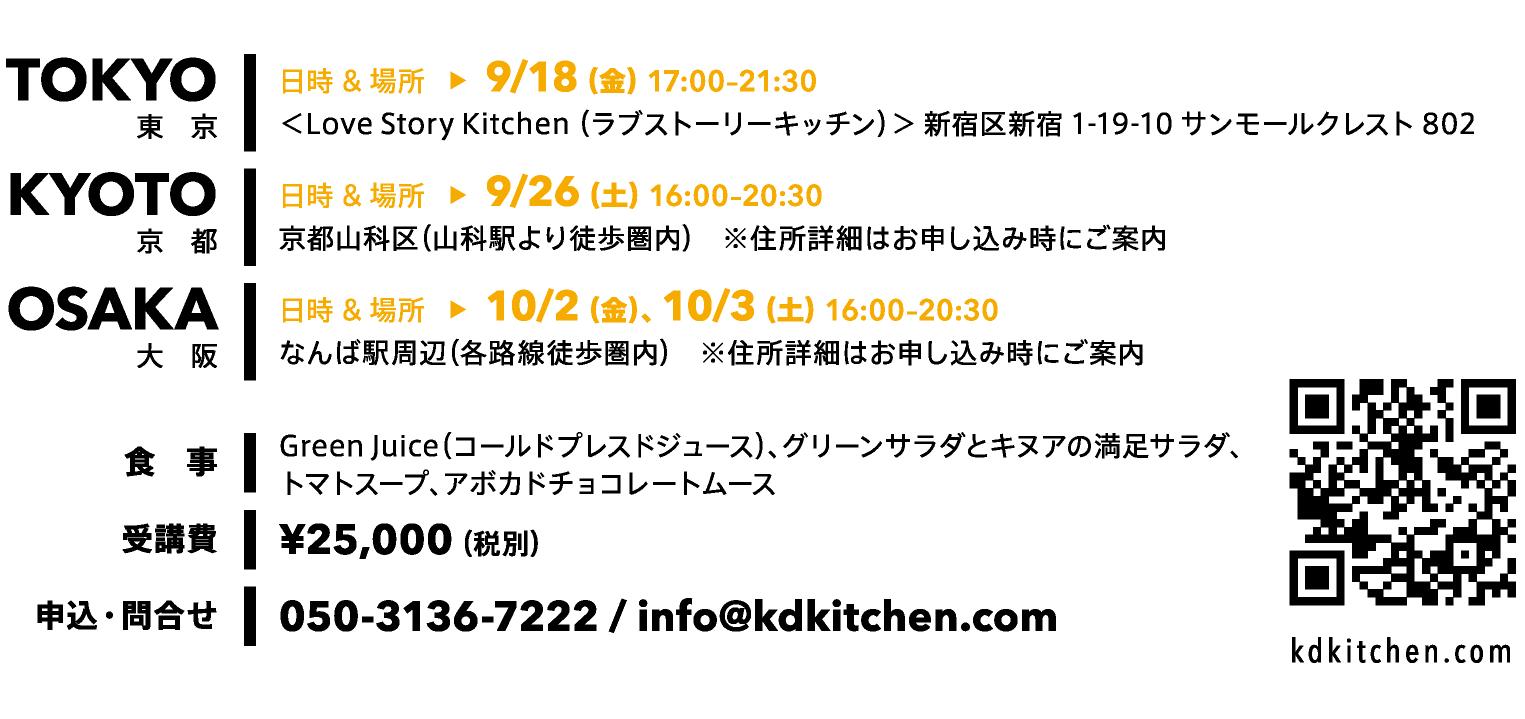 TOKYO
東京
日時 & 場所 ▶ 9/18 (金) 17:00-21:30
＜Love Story Kitchen（ラブストーリーキッチン）＞ 新宿区新宿 1-19-10 サンモールクレスト 802
KYOTO
京都
日時 & 場所 ▶ 9/26 (土) 16:00-20:30
京都山科区（山科駅より徒歩圏内）　※住所詳細はお申し込み時にご案内
OSAKA
大阪
日時 & 場所 ▶ 10/2 (金)、10/3 (土) 16:00-20:30
なんば駅周辺（各路線徒歩圏内）　※住所詳細はお申し込み時にご案内
食事
Green Juice（コールドプレスドジュース）、グリーンサラダとキヌアの満足サラダ、
トマトスープ、アボカドチョコレートムース
受講費
¥25,000 (税別)
申込・問合せ
050-3136-7222 / info@kdkitchen.com
kdkitchen.com